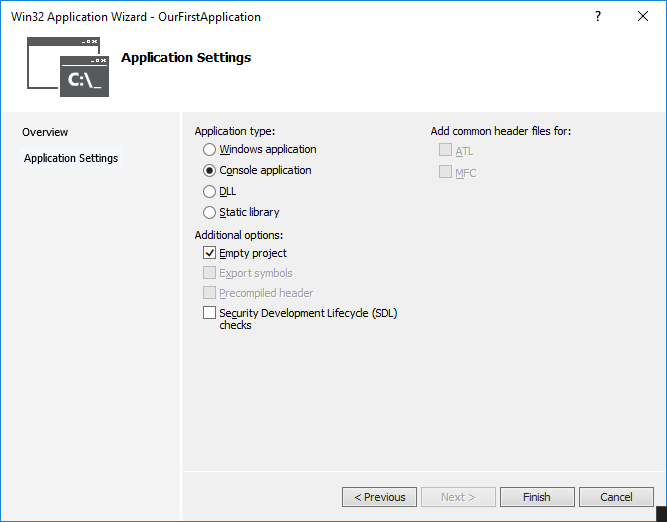 Win32 Application Wizard - OurFirstApplication
?
C:\_
Application Settings
Overview
Application Settings
Application type:
Windows application
Console application
DLL
Static library
Additional options:
Empty project
Export symbols
Precompiled header
Security Development Lifecycle (SDL)
checks
Add common header files for:
ATL
MFC
< Previous
Next >
Finish
Cancel